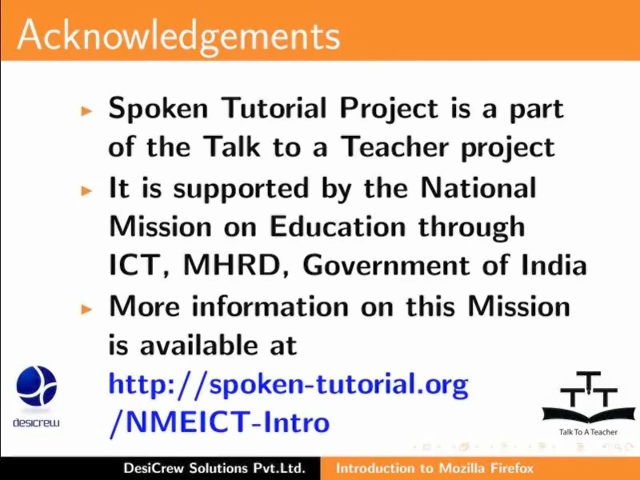 Acknowledgements
Spoken Tutorial Project is a part
of the Talk to a Teacher project
It is supported by the National
Mission on Education through
ICT, MHRD, Government of India
More information on this Mission
is available at
http://spoken-tutorial.org
/NMEICT-Intro
desicrew
Talk To A Teacher
DesiCrew Solutions Pvt.Ltd.
Introduction to Mozilla Firefox